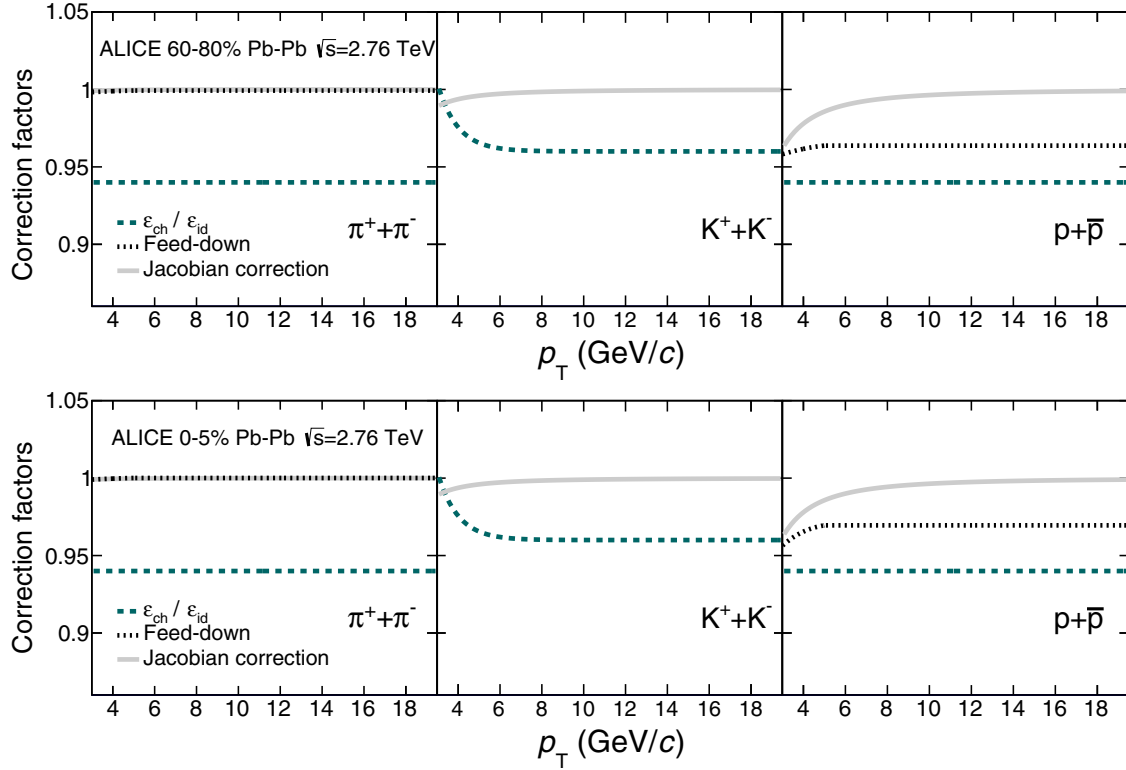 1.05
ALICE 60-80% Pb-Pb √s=2.76 TeV
1
0.95
0.9
Correction factors
ε_ch / ε_id
Feed-down
Jacobian correction
π⁺+π⁻
K⁺+K⁻
p+p̅
4 6 8 10 12 14 16 18
4 6 8 10 12 14 16 18
4 6 8 10 12 14 16 18
p_T (GeV/c)
1.05
ALICE 0-5% Pb-Pb √s=2.76 TeV
1
0.95
0.9
Correction factors
ε_ch / ε_id
Feed-down
Jacobian correction
π⁺+π⁻
K⁺+K⁻
p+p̅
4 6 8 10 12 14 16 18
4 6 8 10 12 14 16 18
4 6 8 10 12 14 16 18
p_T (GeV/c)